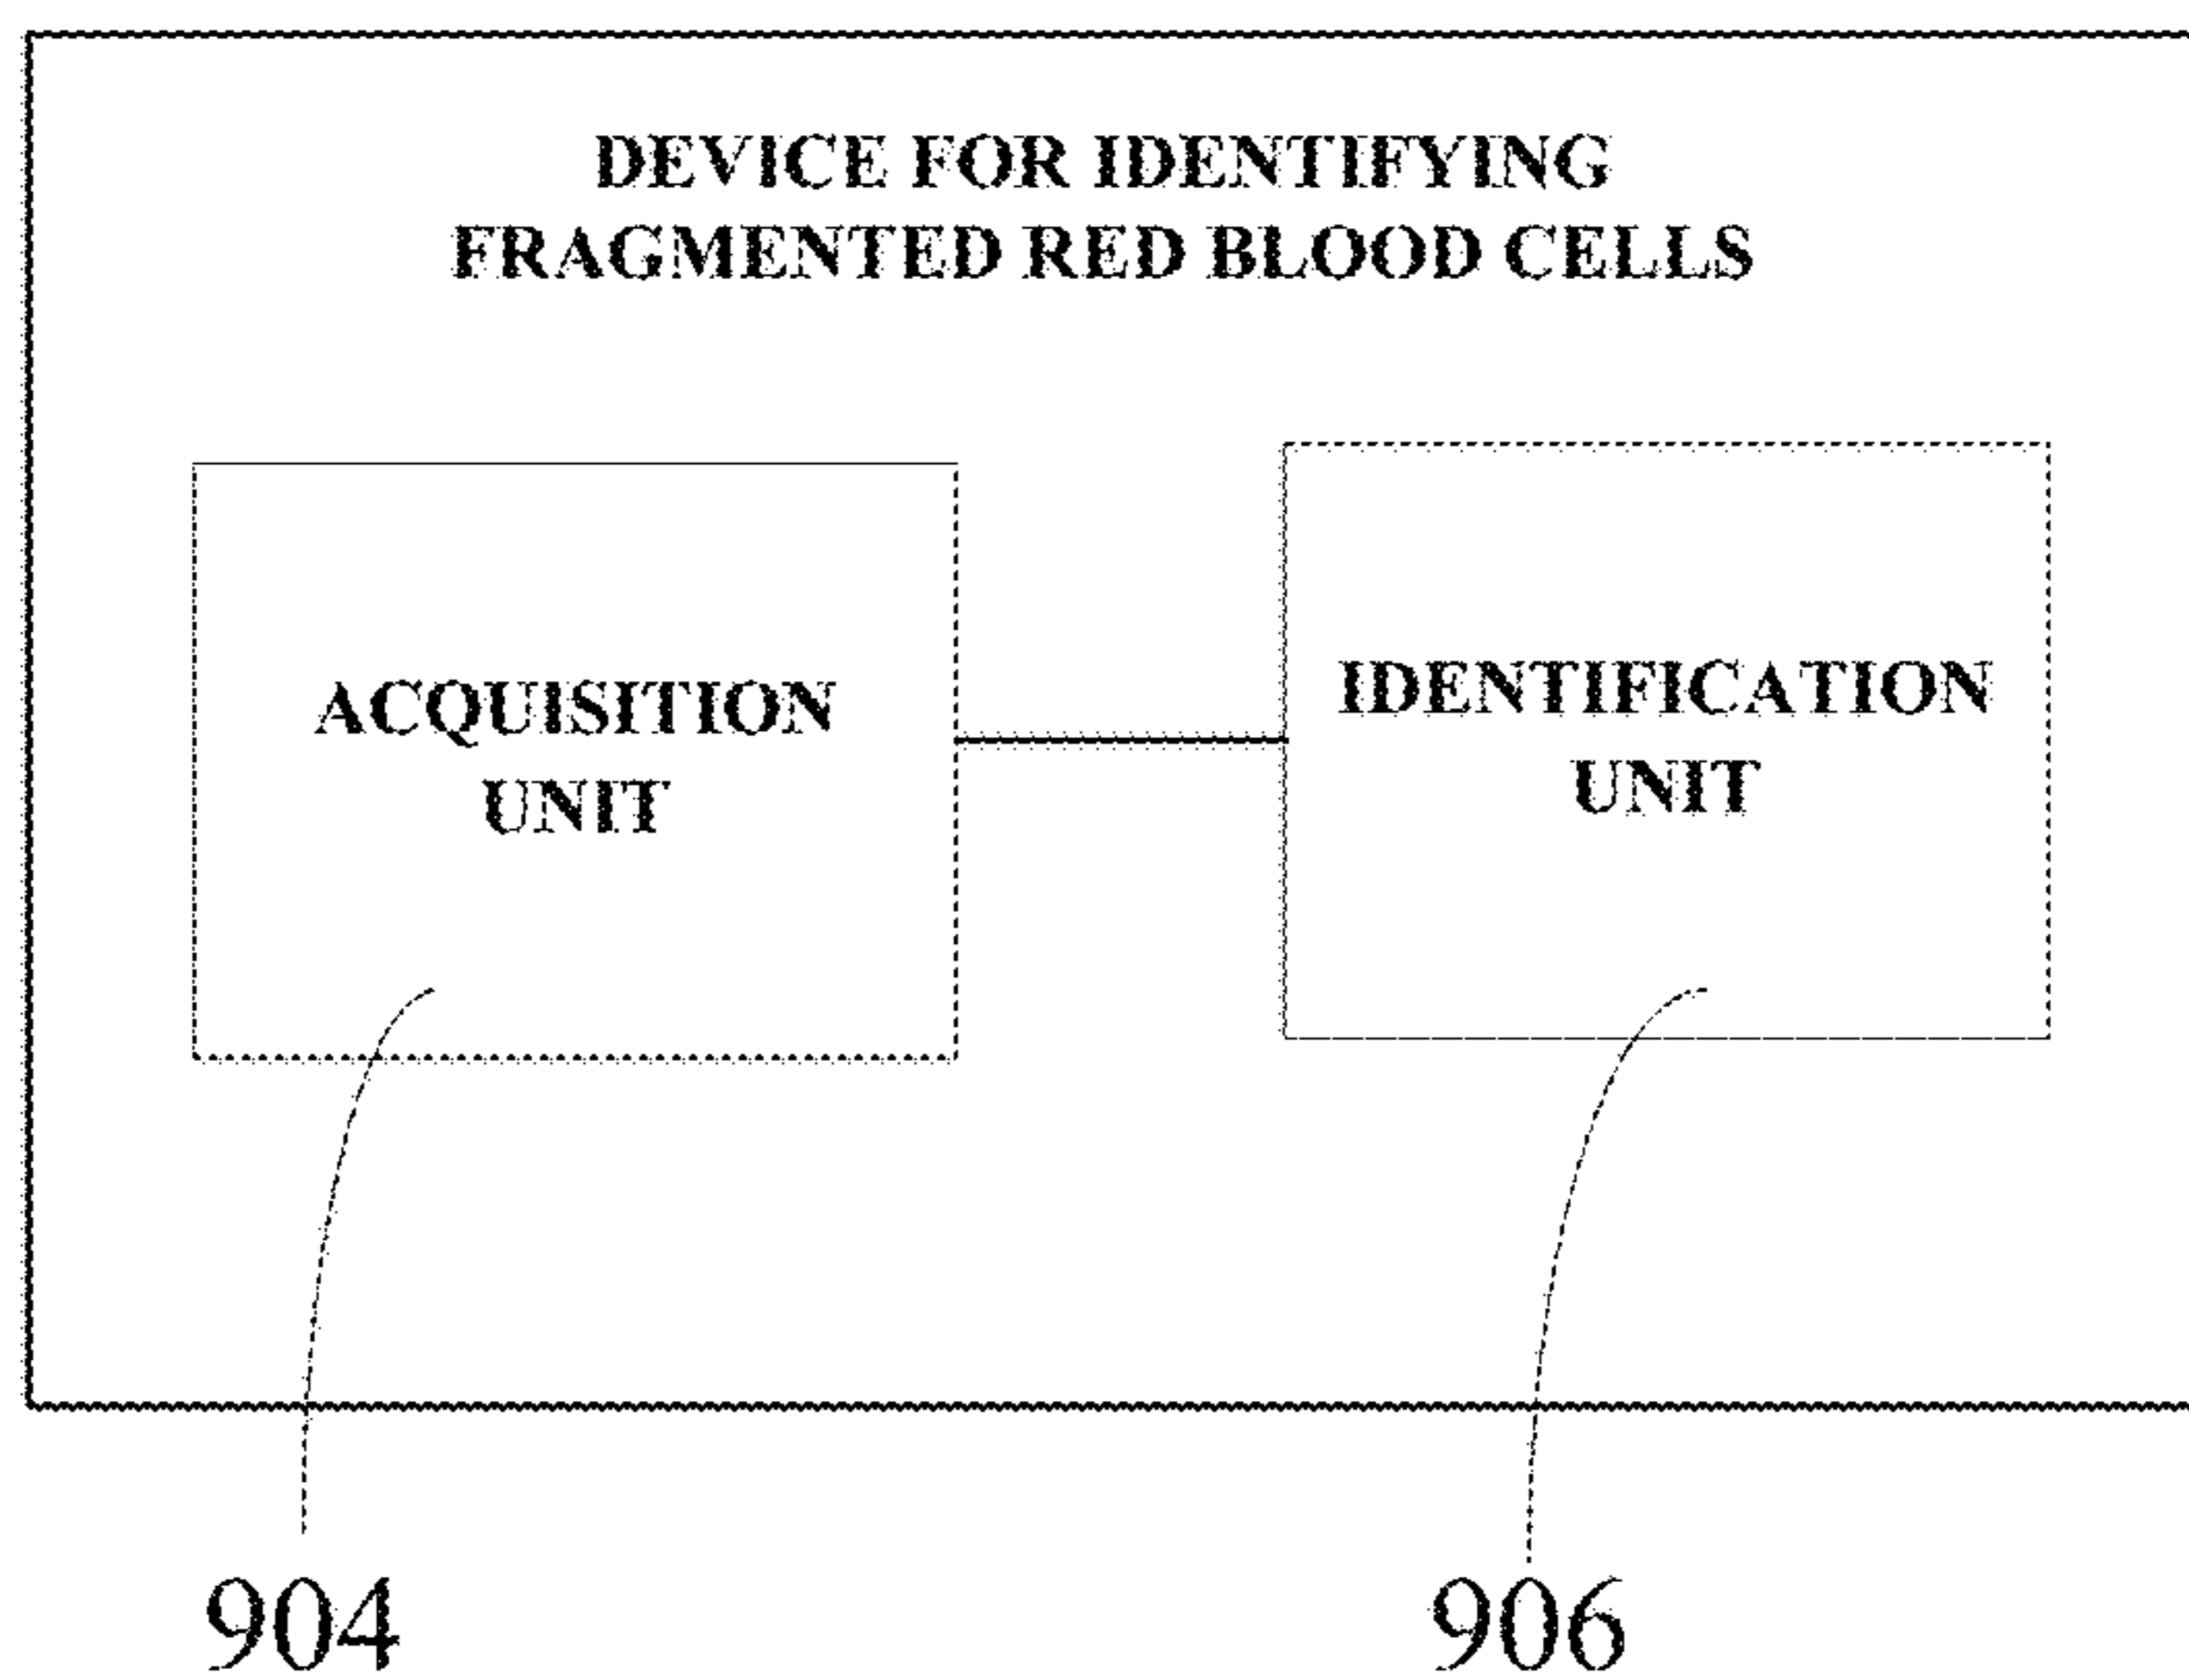 DEVICE FOR IDENTIFYING
FRAGMENTED RED BLOOD CELLS
ACQUISITION
UNIT
IDENTIFICATION
UNIT
904
906